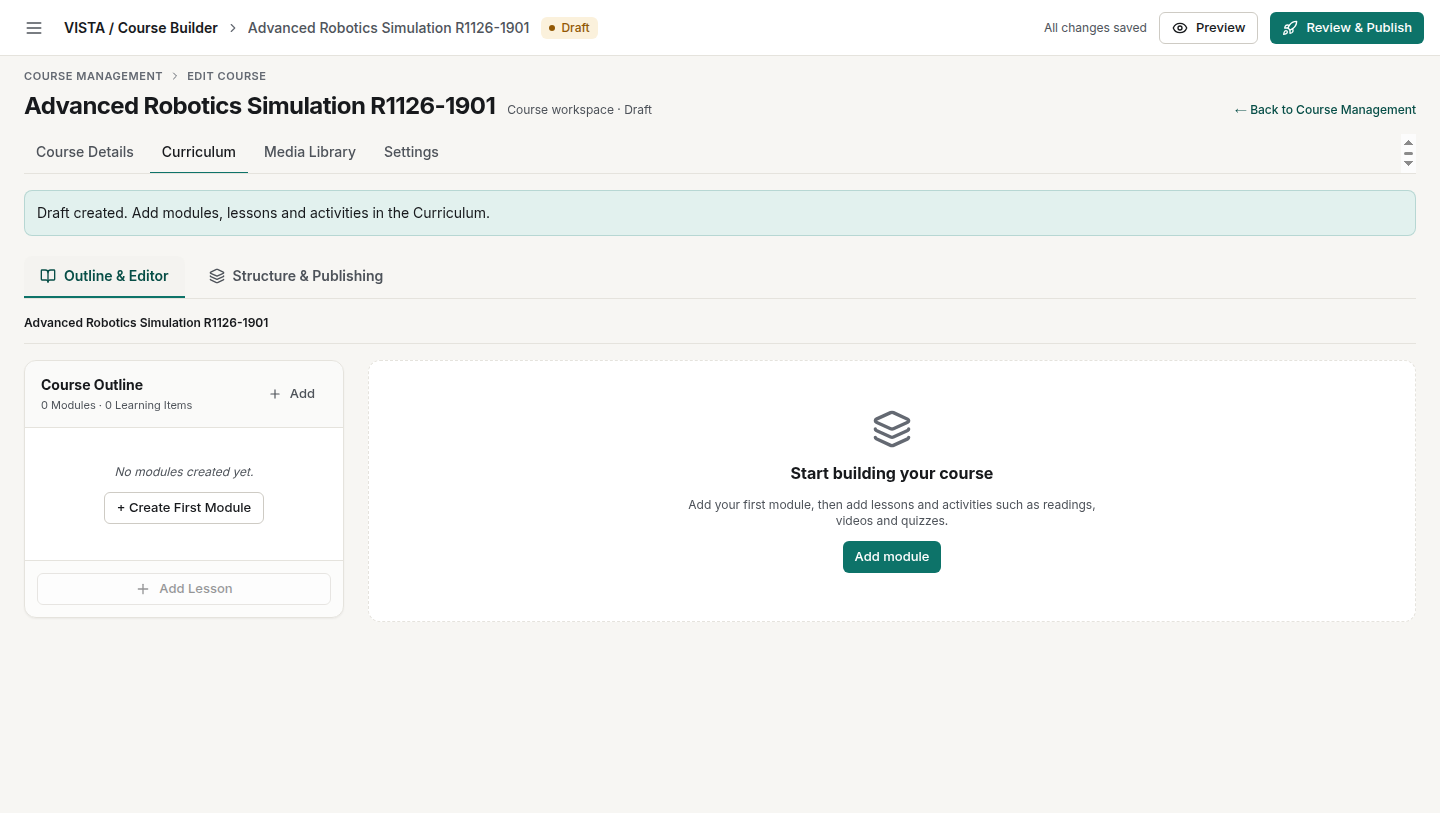 VISTA / Course Builder > Advanced Robotics Simulation R1126-1901 Draft All changes saved Preview Review & Publish
COURSE MANAGEMENT > EDIT COURSE
Advanced Robotics Simulation R1126-1901 Course workspace · Draft ← Back to Course Management
Course Details Curriculum Media Library Settings
Draft created. Add modules, lessons and activities in the Curriculum.
Outline & Editor Structure & Publishing
Advanced Robotics Simulation R1126-1901
Course Outline
0 Modules · 0 Learning Items
+ Add
No modules created yet.
+ Create First Module
+ Add Lesson
Start building your course
Add your first module, then add lessons and activities such as readings,
videos and quizzes.
Add module